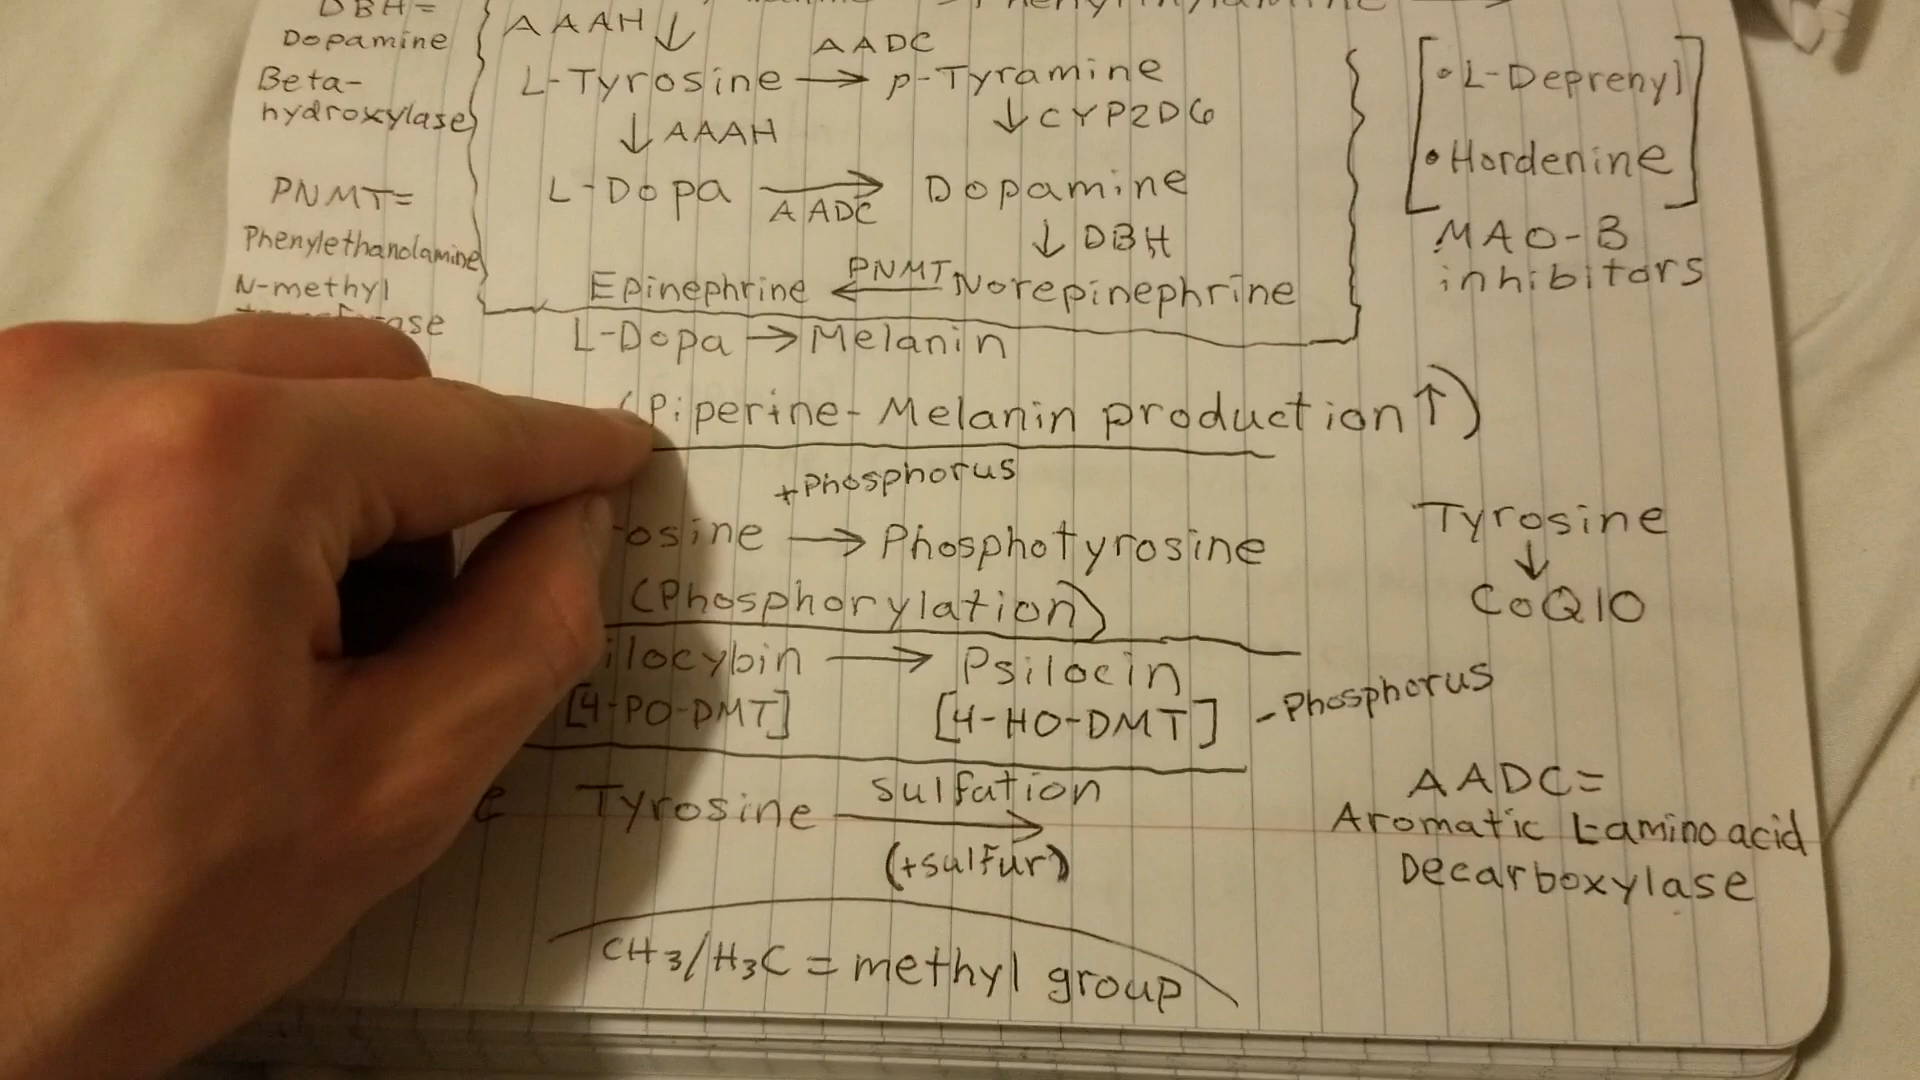 DBH=
Dopamine
Beta-
hydroxylase
PNMT=
Phenylethanolamine
N-methyl
AAAH ↓
AADC
L-Tyrosine → p-Tyramine
↓ AAAH
↓ CYP2D6
L-Dopa → Dopamine
AADC
↓ DBH
Epinephrine ← PNMT Norepinephrine
L-Dopa → Melanin
(Piperine- Melanin production ↑)
+Phosphorus
osine → Phosphotyrosine
(Phosphorylation)
ilocybin → Psilocin
[4-PO-DMT] [4-HO-DMT] -Phosphorus
Tyrosine sulfation →
(+sulfur)
CH3/H3C = methyl group
[• L-Deprenyl
• Hordenine]
MAO-B
inhibitors
Tyrosine
↓
CoQ10
AADC=
Aromatic L-amino acid
Decarboxylase